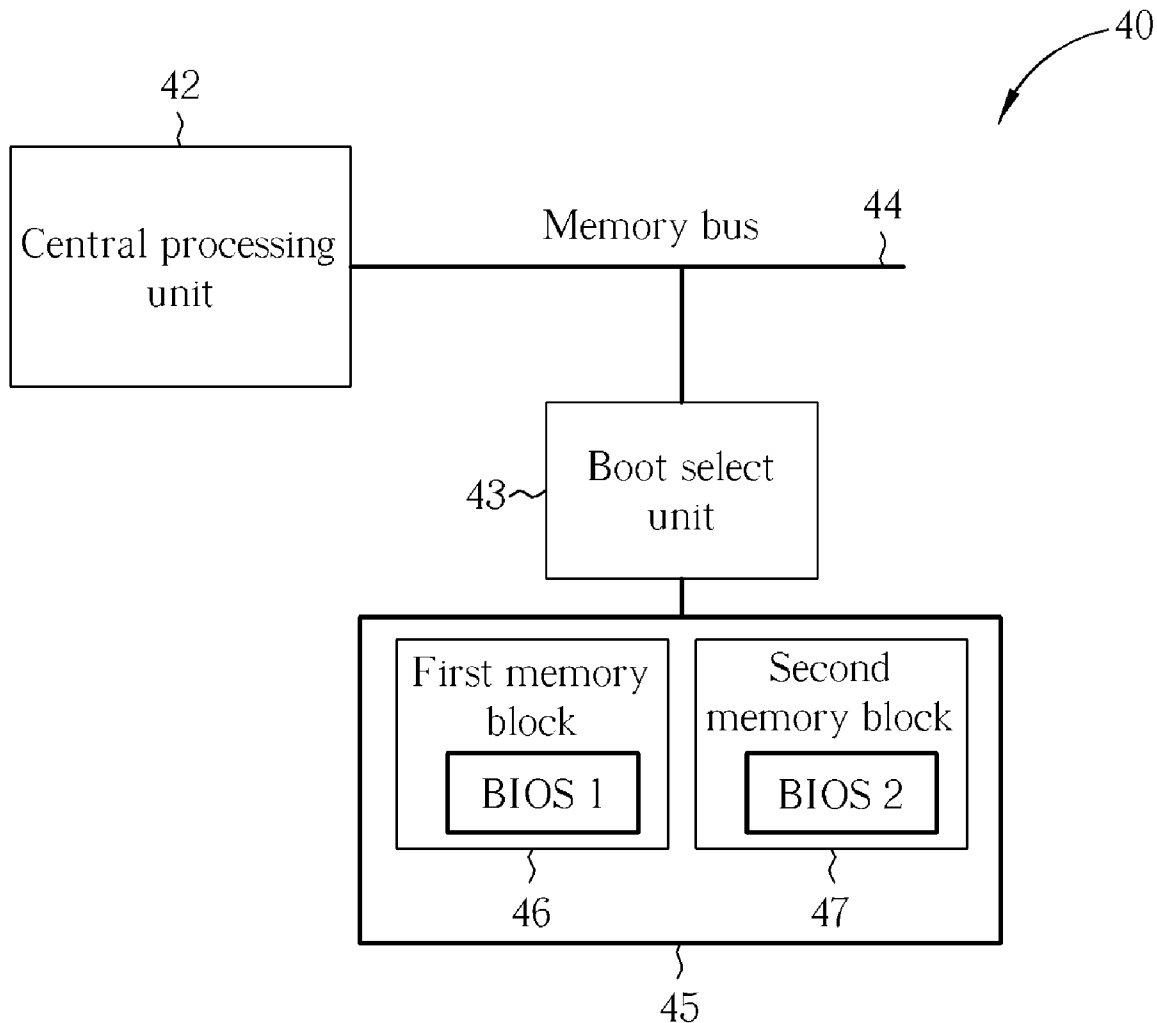 40
42
Central processing
unit
Memory bus
44
43
Boot select
unit
First memory
block
BIOS 1
Second
memory block
BIOS 2
46
47
45